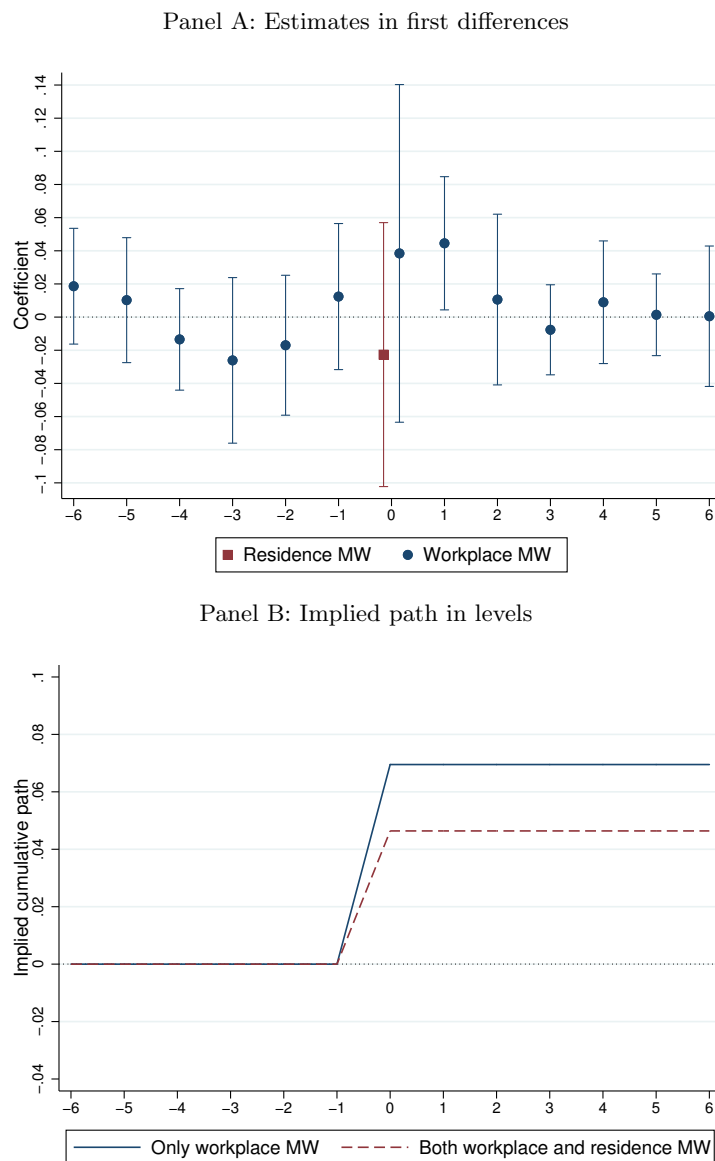 Panel A: Estimates in first differences
Coefficient
.14
.12
.1
.08
.06
.04
.02
0
-.02
-.04
-.06
-.08
-.1
−6 −5 −4 −3 −2 −1 0 1 2 3 4 5 6
Residence MW Workplace MW
Panel B: Implied path in levels
Implied cumulative path
.1
.08
.06
.04
.02
0
-.02
-.04
−6 −5 −4 −3 −2 −1 0 1 2 3 4 5 6
Only workplace MW Both workplace and residence MW